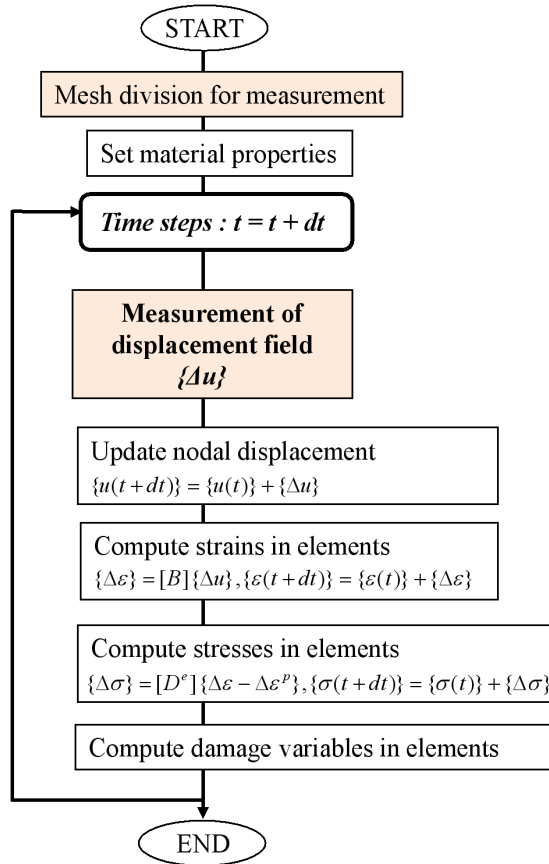 START
Mesh division for measurement
Set material properties
Time steps : t = t + dt
Measurement of
displacement field
{Δu}
Update nodal displacement
{u(t + dt)} = {u(t)} + {Δu}
Compute strains in elements
{Δε} = [B]{Δu}, {ε(t + dt)} = {ε(t)} + {Δε}
Compute stresses in elements
{Δσ} = [Dᵉ]{Δε − Δεᵖ}, {σ(t + dt)} = {σ(t)} + {Δσ}
Compute damage variables in elements
END